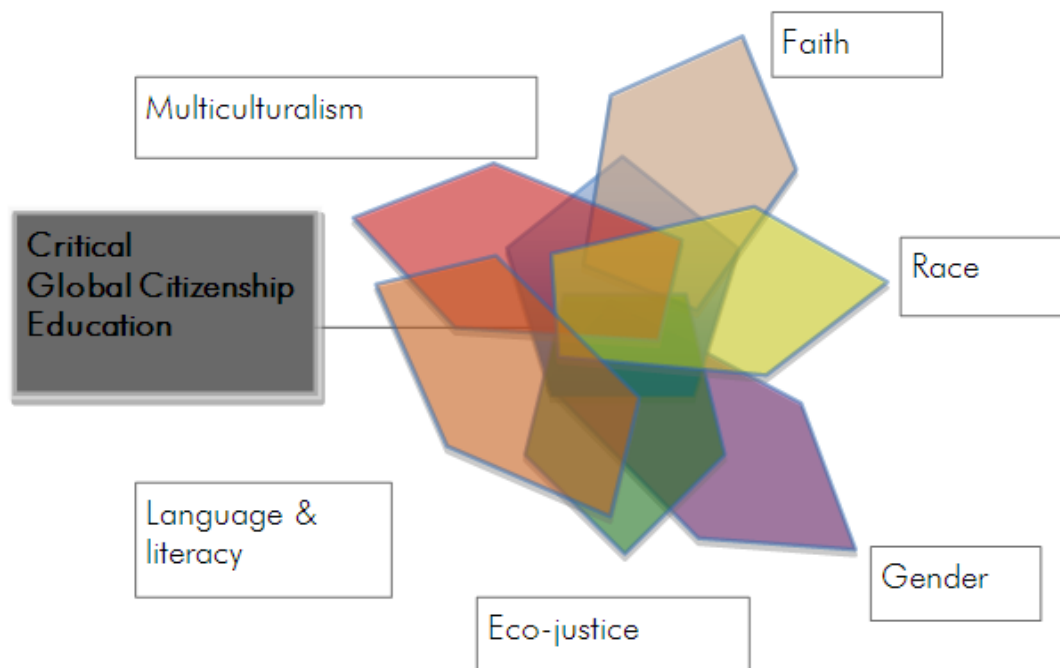 Faith
Multiculturalism
Critical
Global Citizenship
Education
Race
Language &
literacy
Gender
Eco-justice